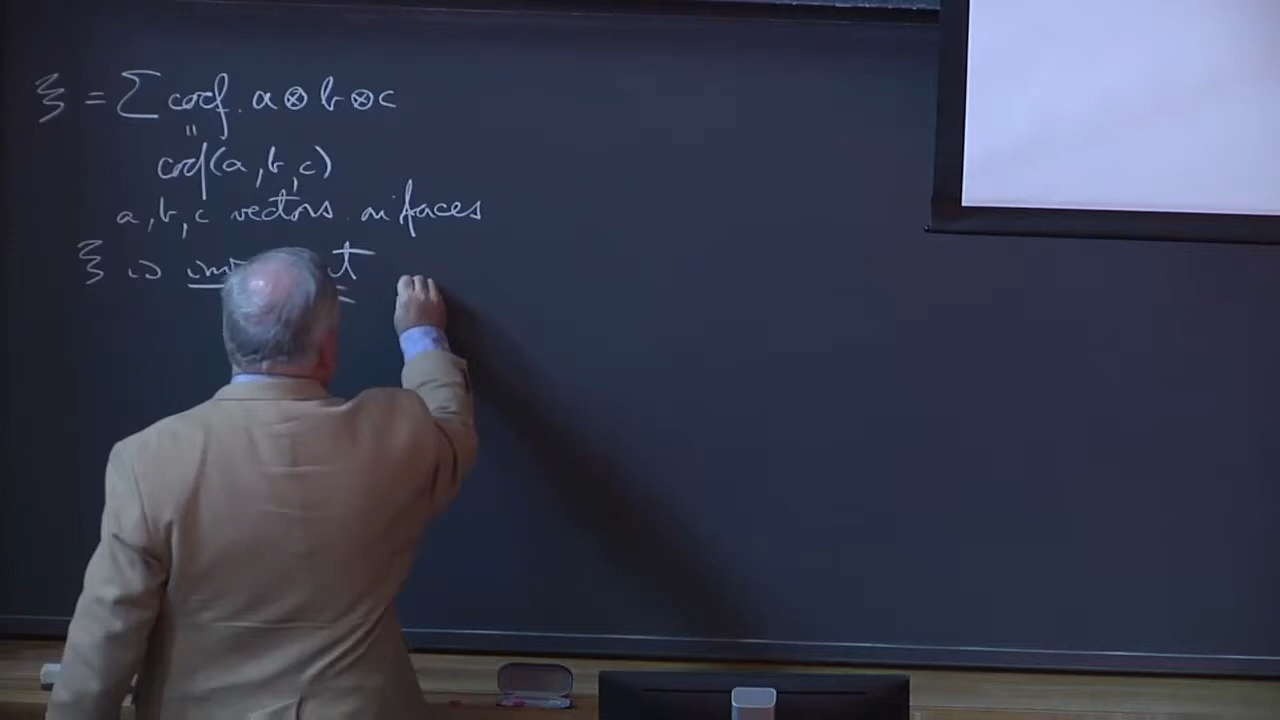 ξ = Σ coef. a ⊗ b ⊗ c
"
coef(a, b, c)
a, b, c vectors in faces
ξ is